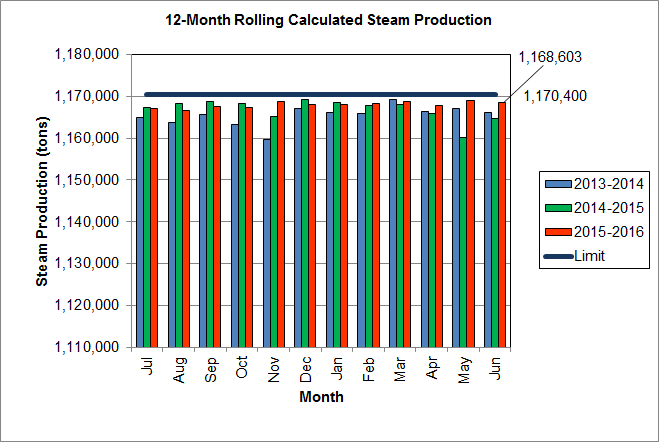 12-Month Rolling Calculated Steam Production
1,180,000
1,170,000
1,160,000
1,150,000
1,140,000
1,130,000
1,120,000
1,110,000
Steam Production (tons)
Jul
Aug
Sep
Oct
Nov
Dec
Jan
Feb
Mar
Apr
May
Jun
Month
1,168,603
1,170,400
2013-2014
2014-2015
2015-2016
Limit